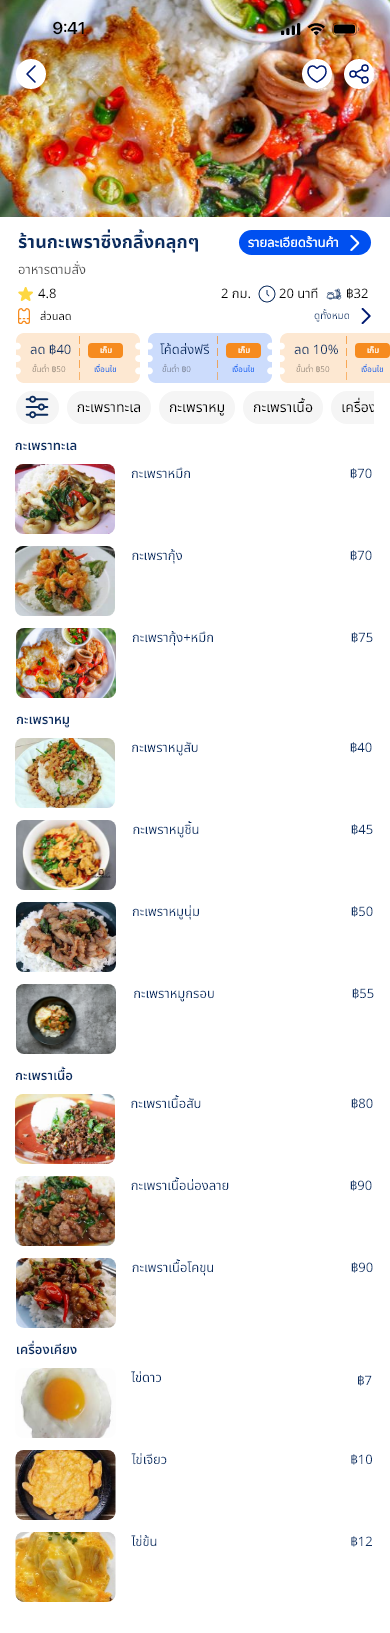 9:41
ร้านกะเพราซิ่งกลิ้งคลุกๆ
รายละเอียดร้านค้า
อาหารตามสั่ง
4.8
2 กม. 20 นาที ฿32
ส่วนลด
ดูทั้งหมด
ลด ฿40 เก็บ
ขั้นต่ำ ฿50 เงื่อนไข
โค้ดส่งฟรี เก็บ
ขั้นต่ำ ฿0 เงื่อนไข
ลด 10% เก็บ
ขั้นต่ำ ฿50 เงื่อนไข
กะเพราทะเล กะเพราหมู กะเพราเนื้อ เครื่อง
กะเพราทะเล
กะเพราหมึก ฿70
กะเพรากุ้ง ฿70
กะเพรากุ้ง+หมึก ฿75
กะเพราหมู
กะเพราหมูสับ ฿40
กะเพราหมูชิ้น ฿45
กะเพราหมูนุ่ม ฿50
กะเพราหมูกรอบ ฿55
กะเพราเนื้อ
กะเพราเนื้อสับ ฿80
กะเพราเนื้อน่องลาย ฿90
กะเพราเนื้อโคขุน ฿90
เครื่องเคียง
ไข่ดาว ฿7
ไข่เจียว ฿10
ไข่ข้น ฿12